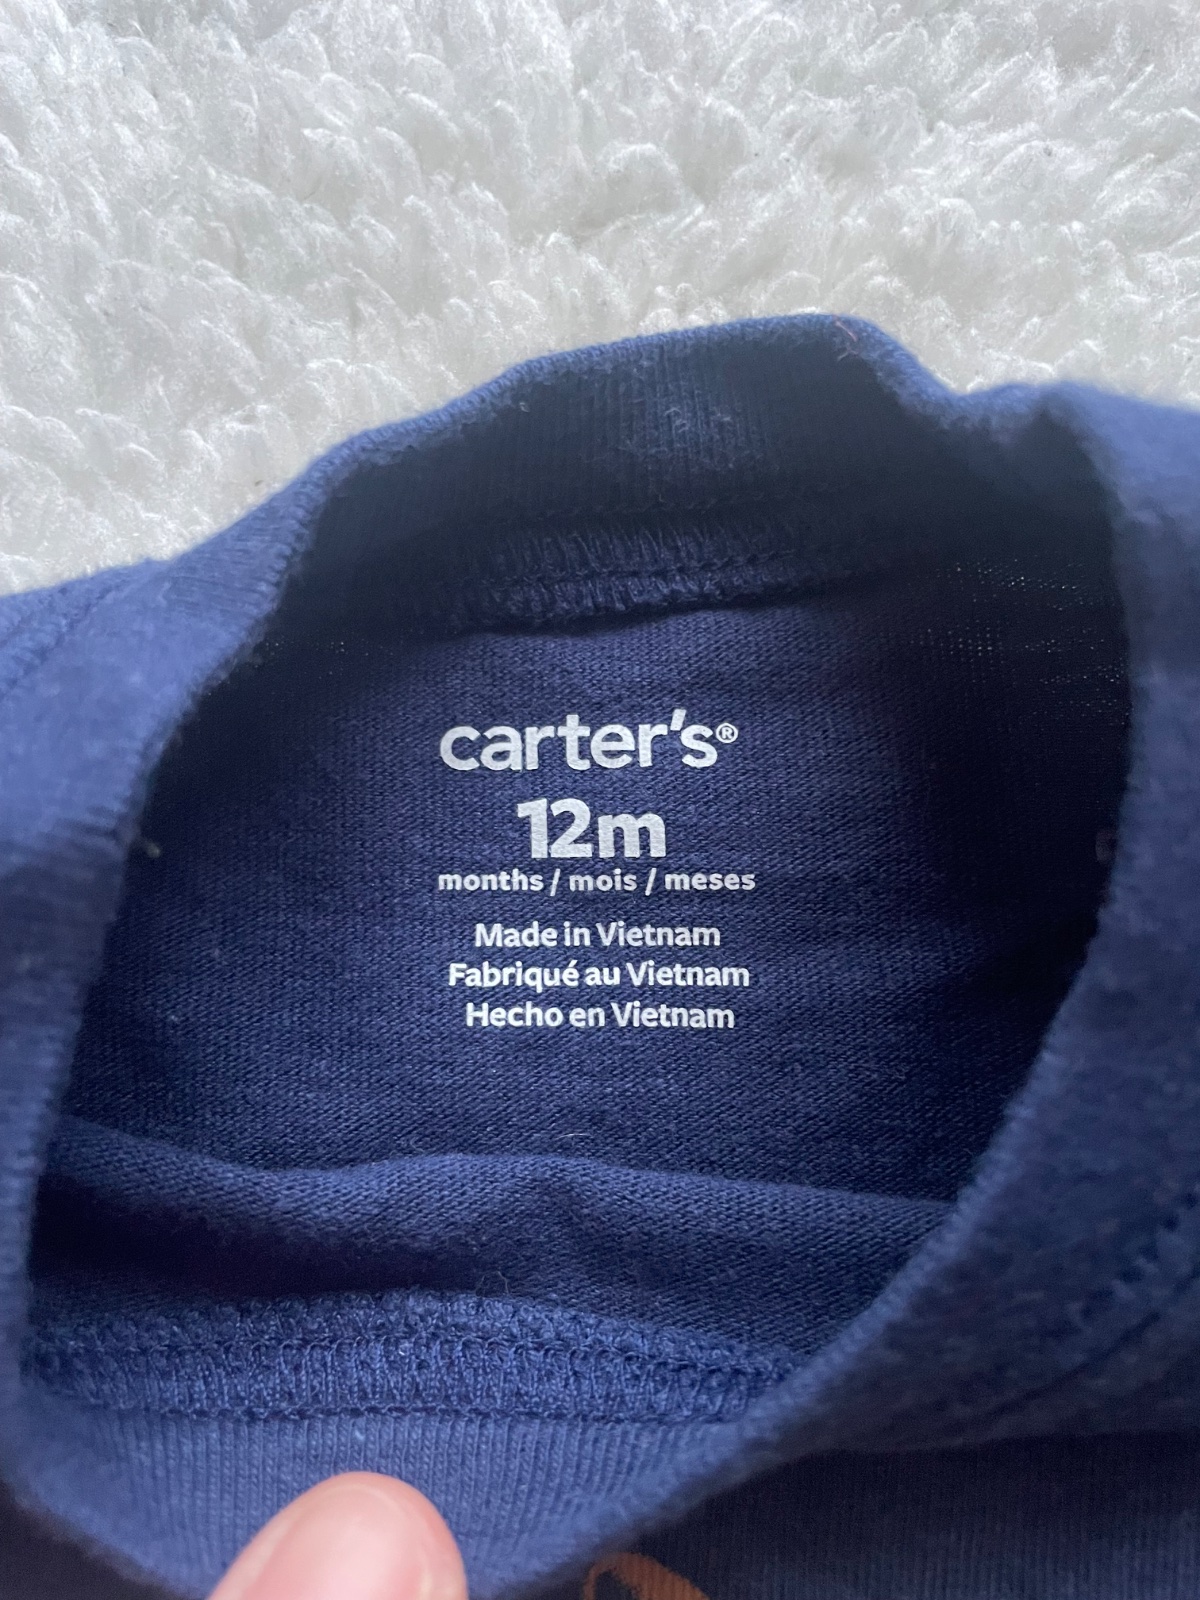 carter's®
12m
months / mois / meses
Made in Vietnam
Fabriqué au Vietnam
Hecho en Vietnam